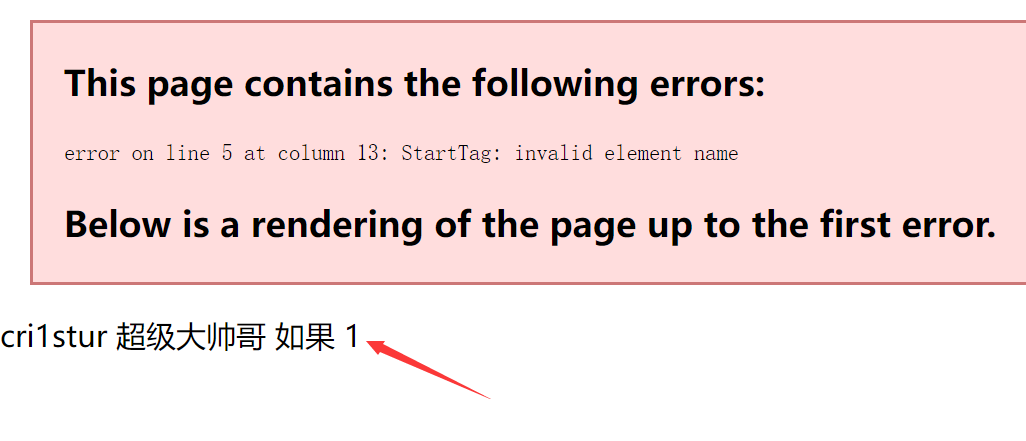 This page contains the following errors:
error on line 5 at column 13: StartTag: invalid element name
Below is a rendering of the page up to the first error.
cri1stur 超级大帅哥 如果 1